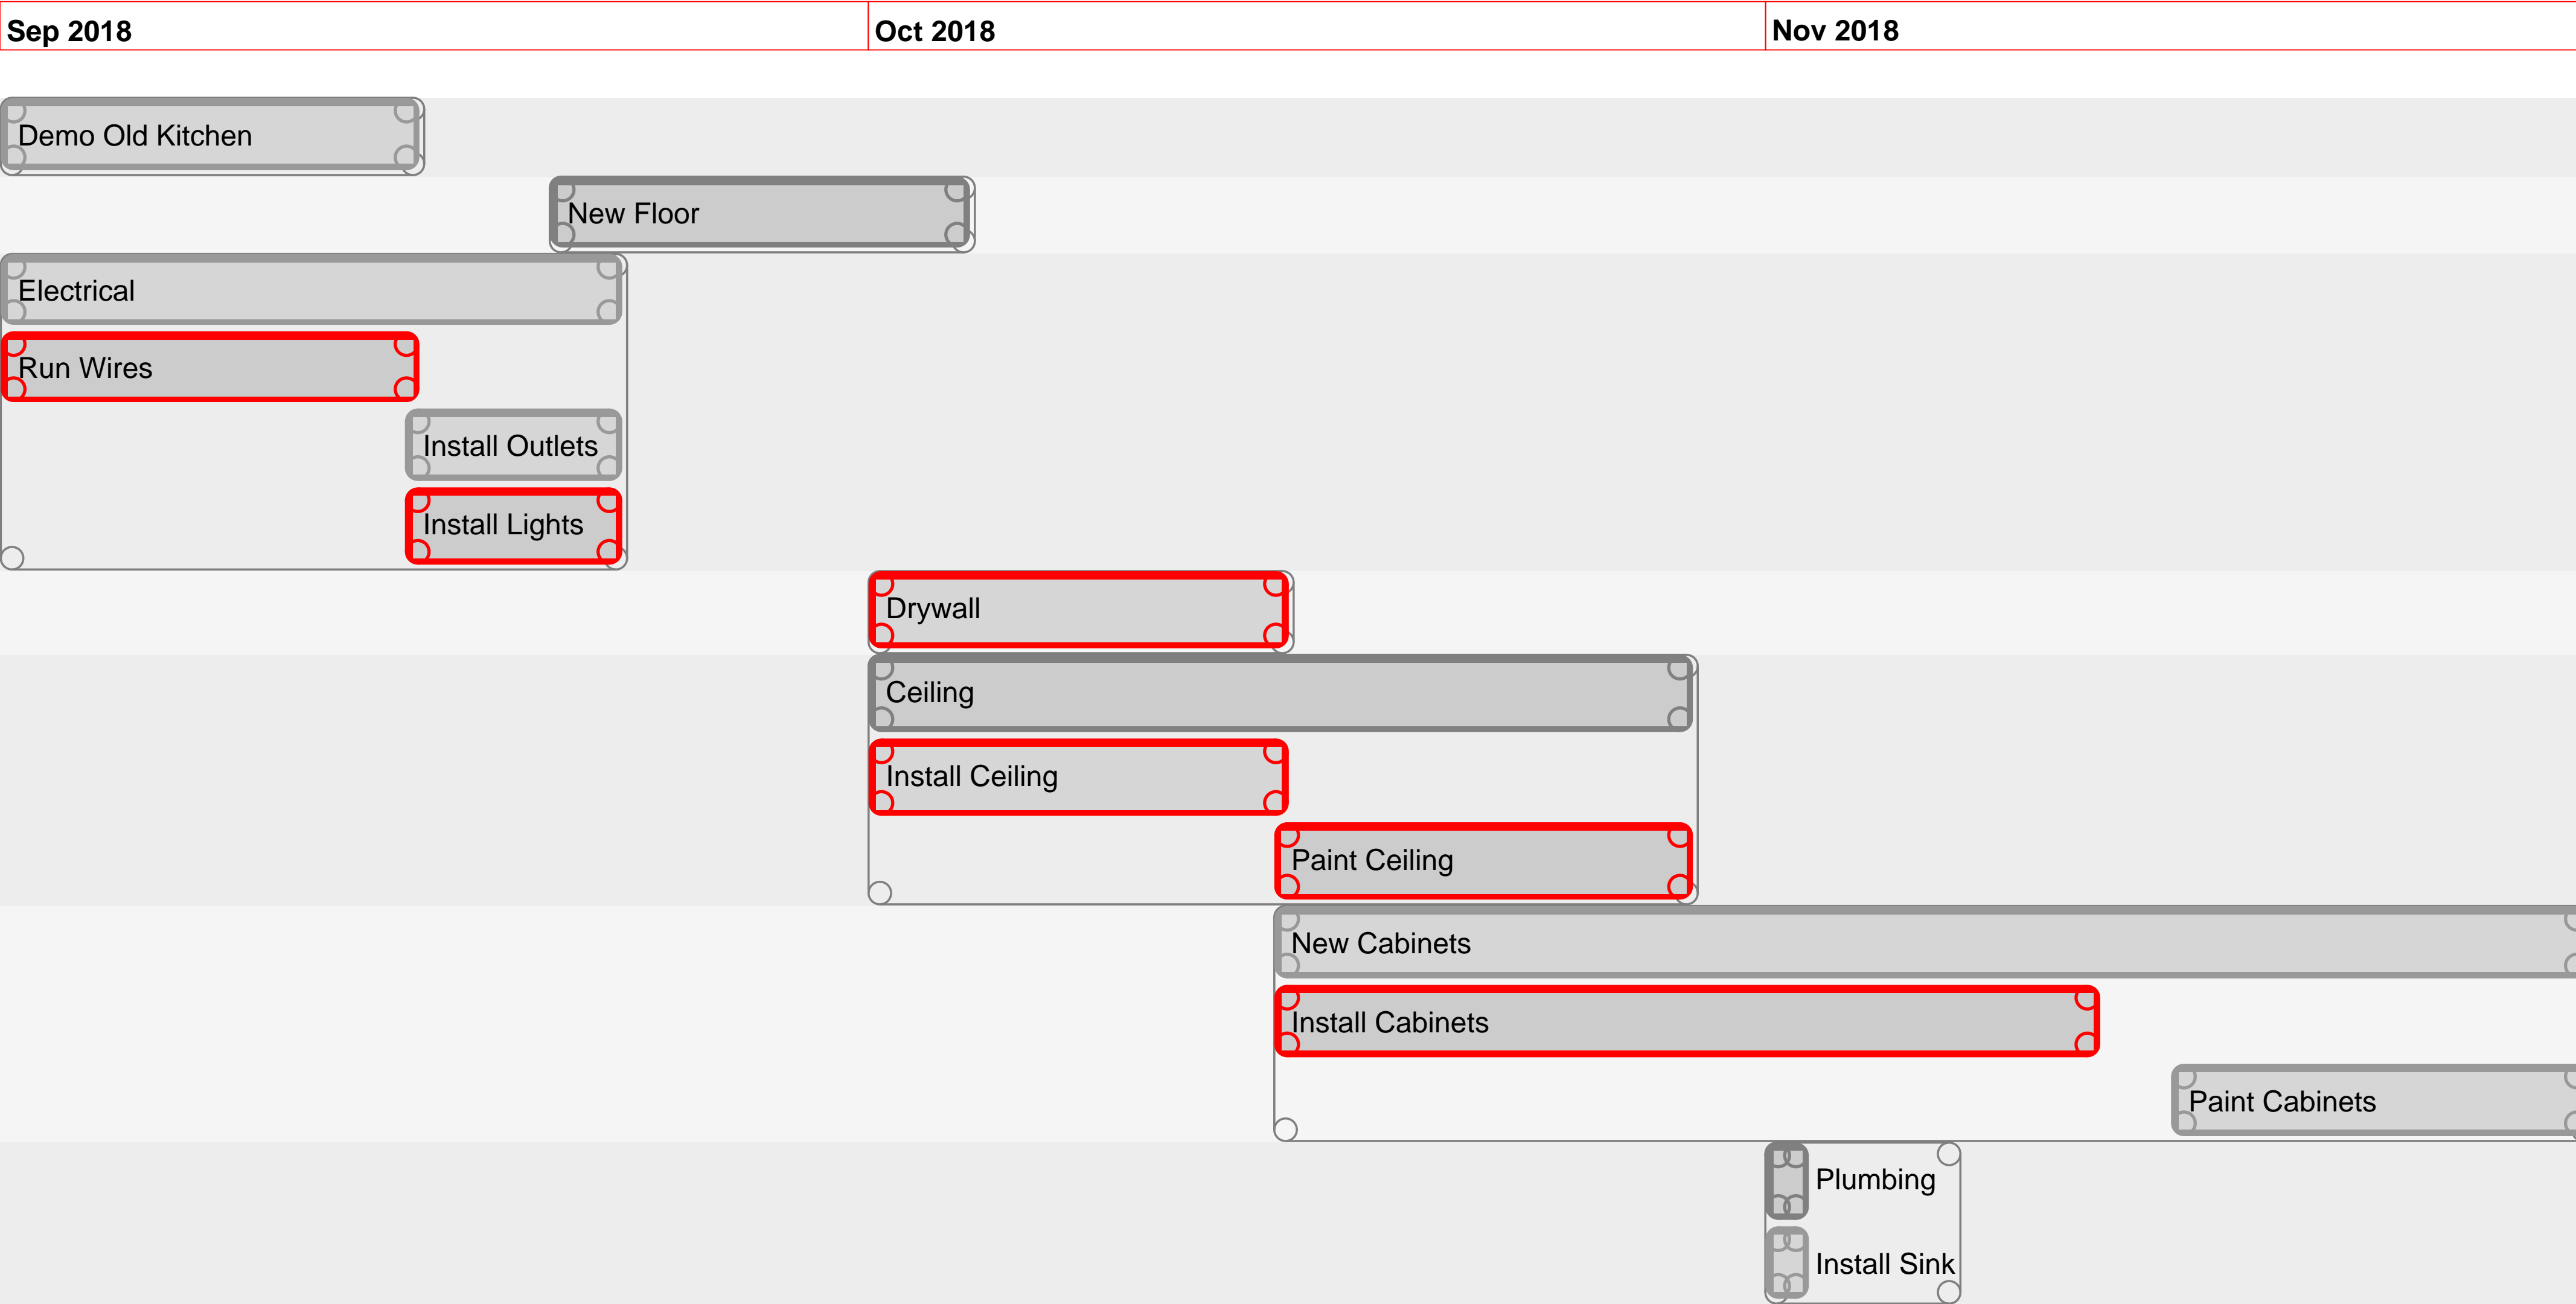 Sep 2018
Oct 2018
Nov 2018
Demo Old Kitchen
New Floor
Electrical
Run Wires
Install Outlets
Install Lights
Drywall
Ceiling
Install Ceiling
Paint Ceiling
New Cabinets
Install Cabinets
Paint Cabinets
Plumbing
Install Sink